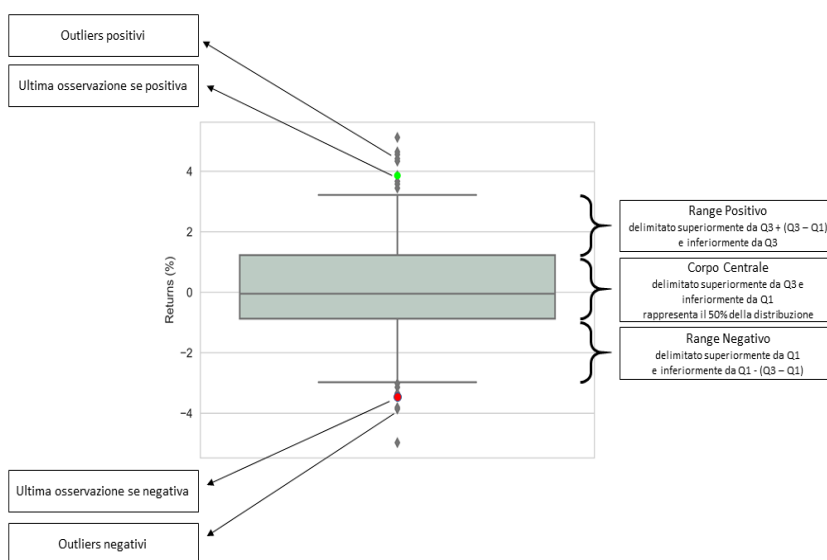 Outliers positivi
Ultima osservazione se positiva
Returns (%)
4
2
0
−2
−4
Range Positivo
delimitato superiormente da Q3 + (Q3 – Q1)
e inferiormente da Q3
Corpo Centrale
delimitato superiormente da Q3 e
inferiormente da Q1
rappresenta il 50% della distribuzione
Range Negativo
delimitato superiormente da Q1
e inferiormente da Q1 - (Q3 – Q1)
Ultima osservazione se negativa
Outliers negativi